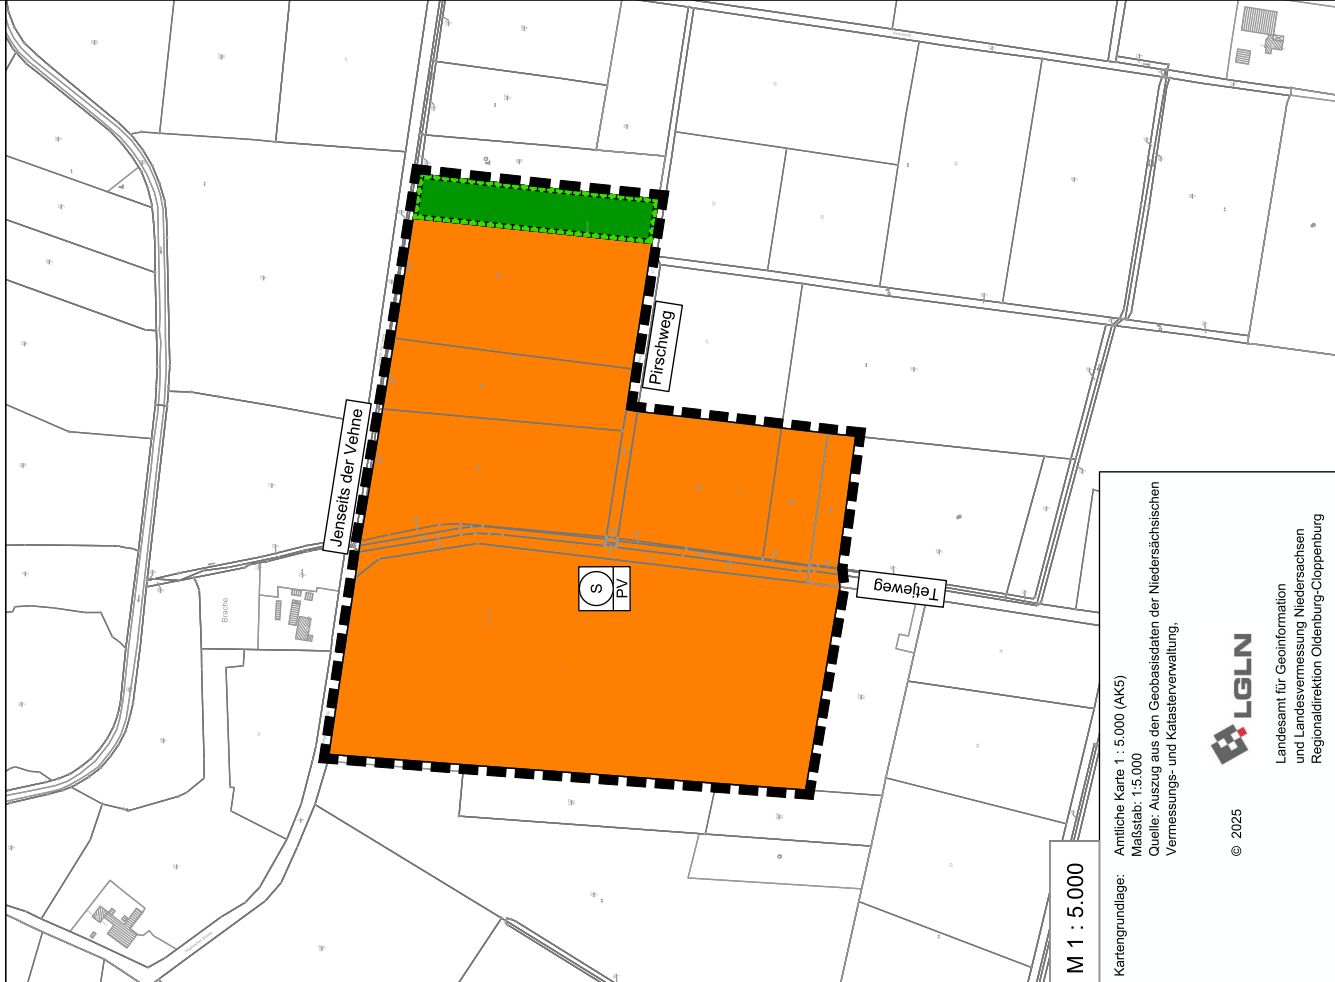 Jenseits der Vehne
Pirschweg
Tetjeweg
S
PV
Brache
M 1 : 5.000
Kartengrundlage:
Amtliche Karte 1 : 5.000 (AK5)
Maßstab: 1:5.000
Quelle: Auszug aus den Geobasisdaten der Niedersächsischen
Vermessungs- und Katasterverwaltung,
© 2025
LGLN
Landesamt für Geoinformation
und Landesvermessung Niedersachsen
Regionaldirektion Oldenburg-Cloppenburg